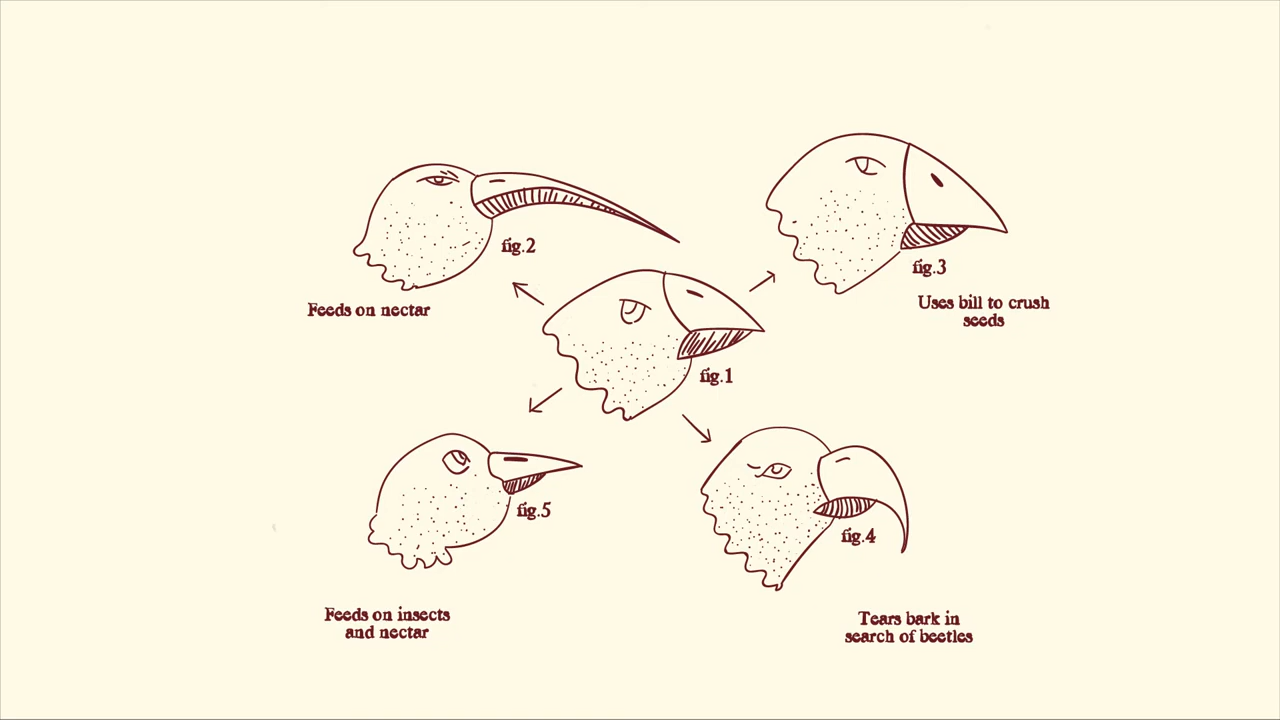 fig.2
Feeds on nectar
fig.3
Uses bill to crush
seeds
fig.1
fig.5
Feeds on insects
and nectar
fig.4
Tears bark in
search of beetles